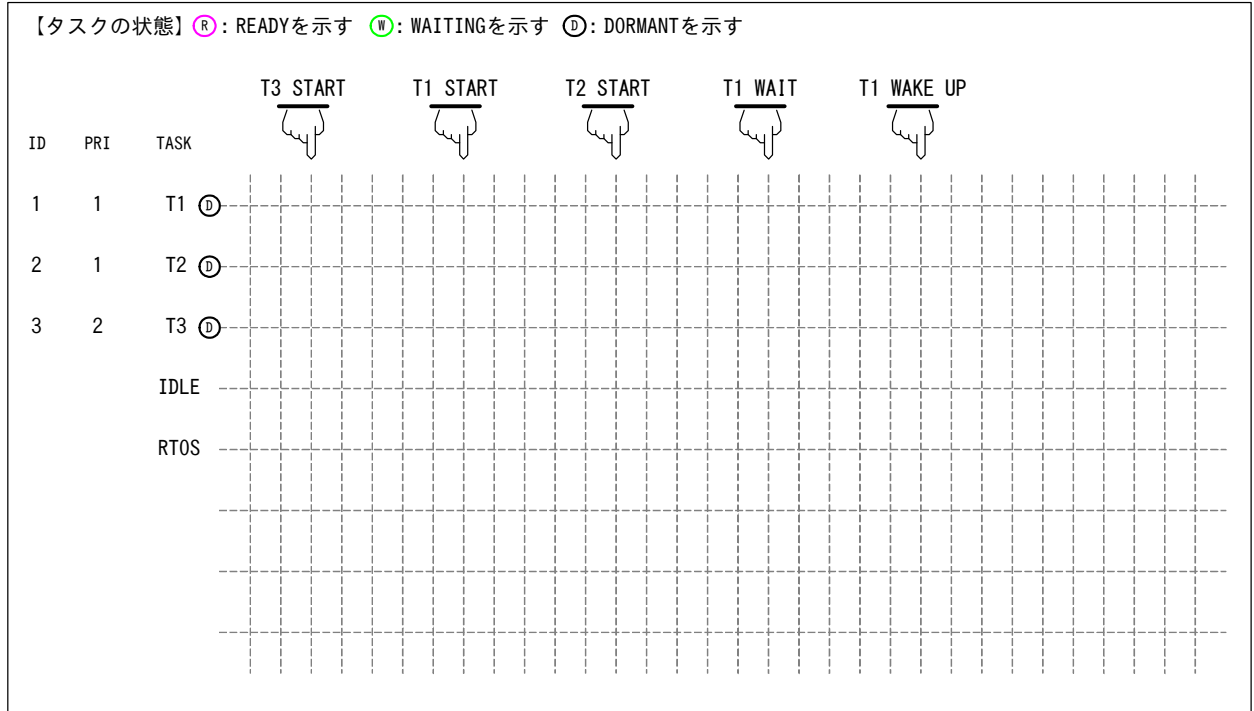 【タスクの状態】Ⓡ: READYを示す Ⓦ: WAITINGを示す Ⓓ: DORMANTを示す
T3 START T1 START T2 START T1 WAIT T1 WAKE UP
ID PRI TASK
1 1 T1 Ⓓ
2 1 T2 Ⓓ
3 2 T3 Ⓓ
IDLE
RTOS